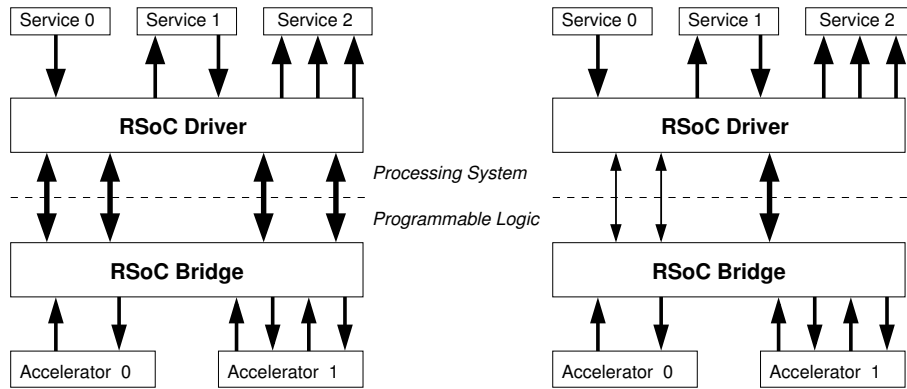 Service 0 Service 1 Service 2 Service 0 Service 1 Service 2
RSoC Driver RSoC Driver
Processing System
Programmable Logic
RSoC Bridge RSoC Bridge
Accelerator 0 Accelerator 1 Accelerator 0 Accelerator 1